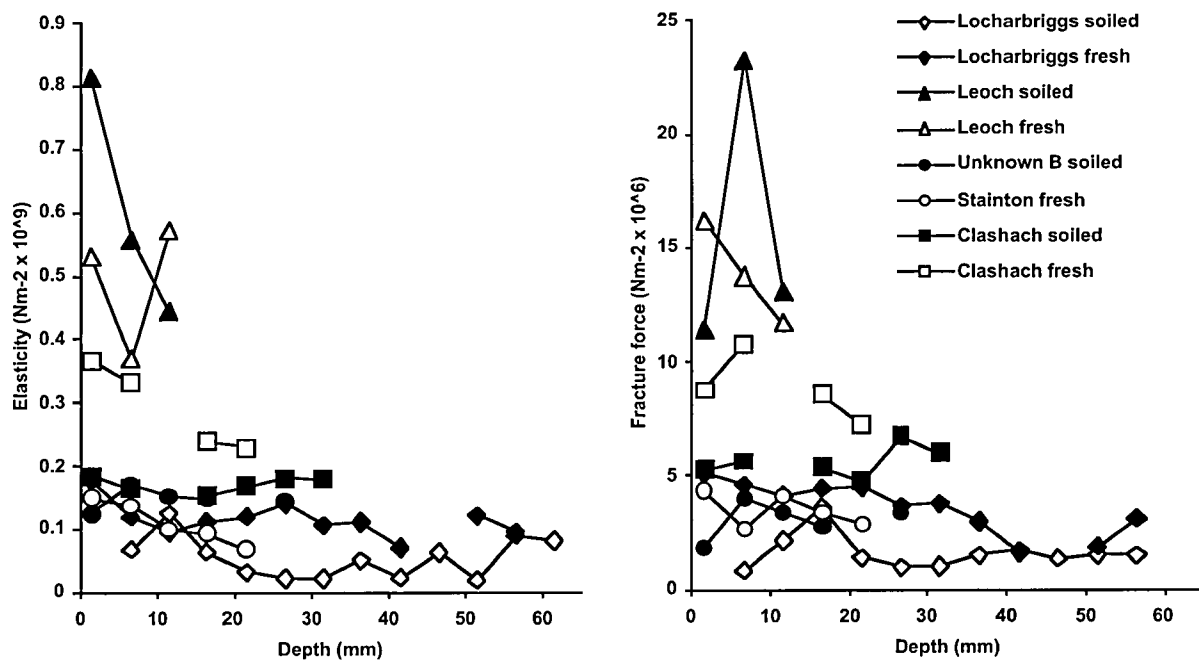 0.9
0.8
0.7
0.6
0.5
0.4
0.3
0.2
0.1
0
Elasticity (Nm-2 x 10^9)
0 10 20 30 40 50 60
Depth (mm)
25
20
15
10
5
0
Fracture force (Nm-2 x 10^6)
0 10 20 30 40 50 60
Depth (mm)
Locharbriggs soiled
Locharbriggs fresh
Leoch soiled
Leoch fresh
Unknown B soiled
Stainton fresh
Clashach soiled
Clashach fresh